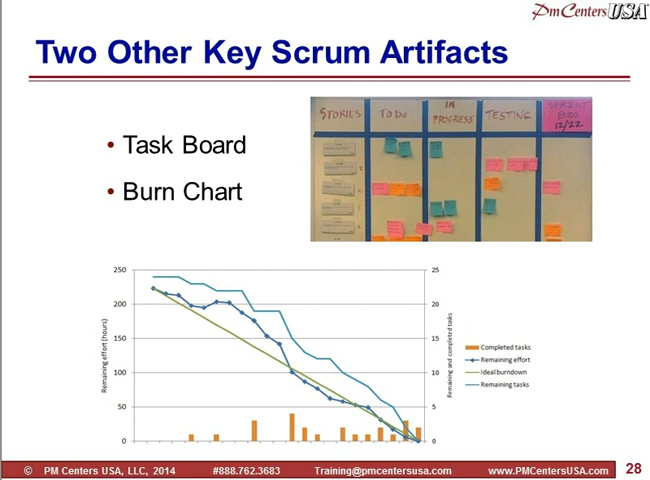 Pm Centers USA
Two Other Key Scrum Artifacts
• Task Board
• Burn Chart
STORIES
TO DO
IN PROGRESS
TESTING
SPRINT ENDS 12/22
250
200
150
100
50
0
Remaining effort (hours)
25
20
15
10
5
0
Remaining and completed tasks
Completed tasks
Remaining effort
Ideal burndown
Remaining tasks
© PM Centers USA, LLC, 2014 #888.762.3683 Training@pmcentersusa.com www.PMCentersUSA.com 28